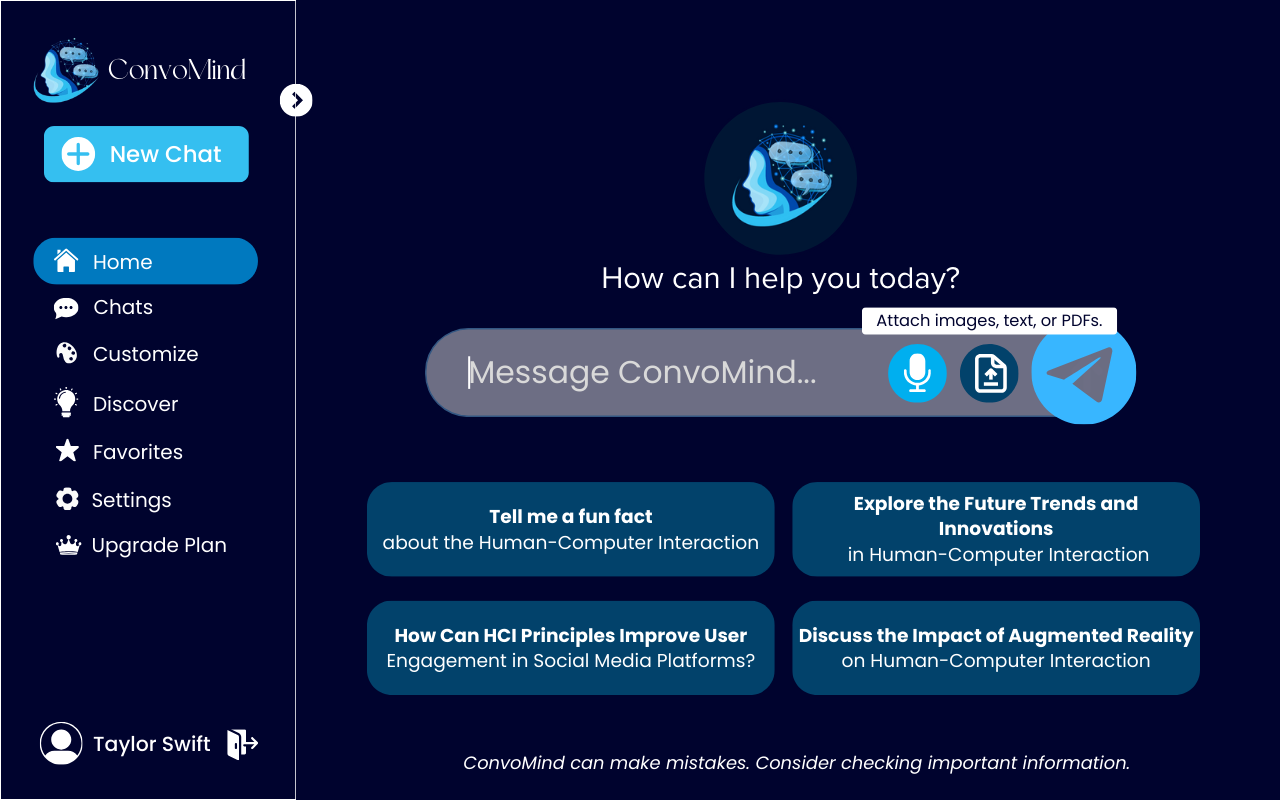 ConvoMind
New Chat
Home
Chats
Customize
Discover
Favorites
Settings
Upgrade Plan
Taylor Swift
How can I help you today?
Attach images, text, or PDFs.
Message ConvoMind...
Tell me a fun fact
about the Human-Computer Interaction
Explore the Future Trends and
Innovations
in Human-Computer Interaction
How Can HCI Principles Improve User
Engagement in Social Media Platforms?
Discuss the Impact of Augmented Reality
on Human-Computer Interaction
ConvoMind can make mistakes. Consider checking important information.